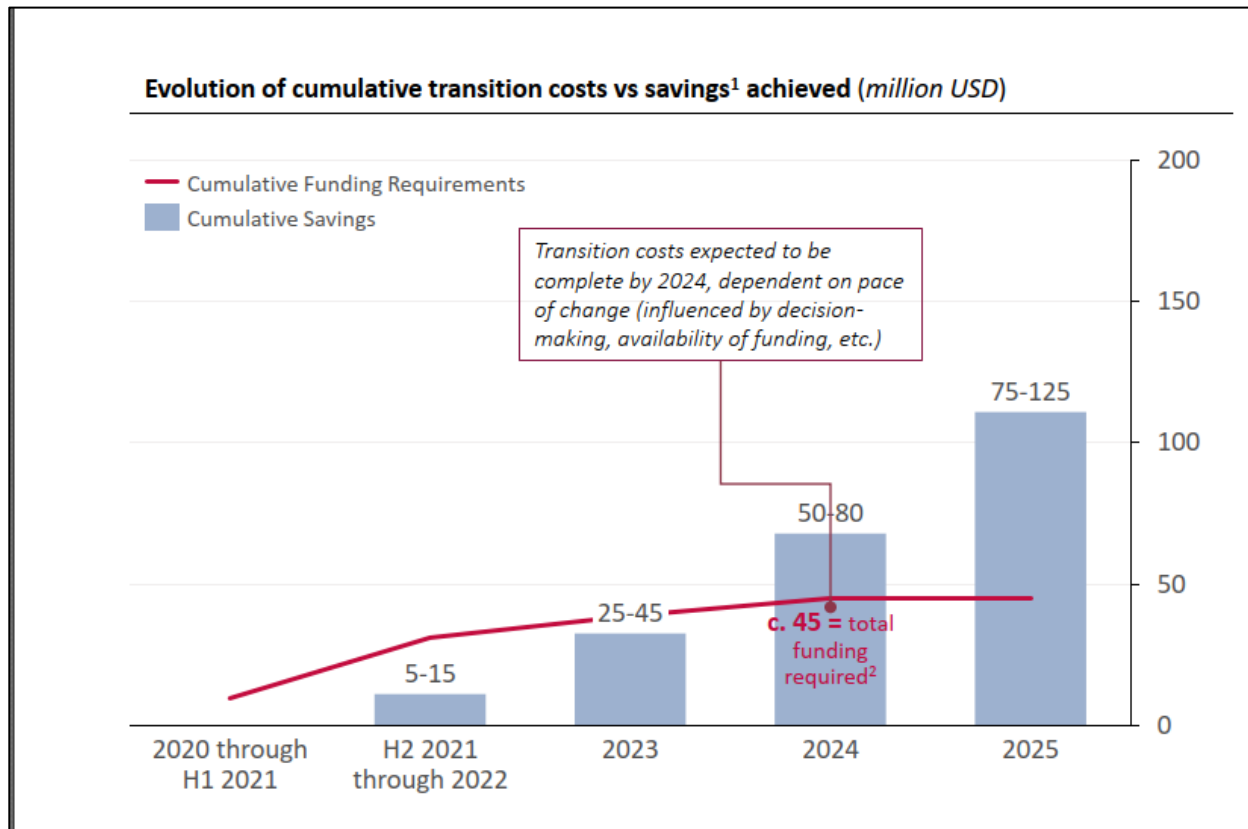 Evolution of cumulative transition costs vs savings¹ achieved (million USD)
Cumulative Funding Requirements
Cumulative Savings
Transition costs expected to be
complete by 2024, dependent on pace
of change (influenced by decision-
making, availability of funding, etc.)
200
150
100
50
0
5-15
25-45
50-80
75-125
c. 45 = total
funding
required²
2020 through
H1 2021
H2 2021
through 2022
2023
2024
2025